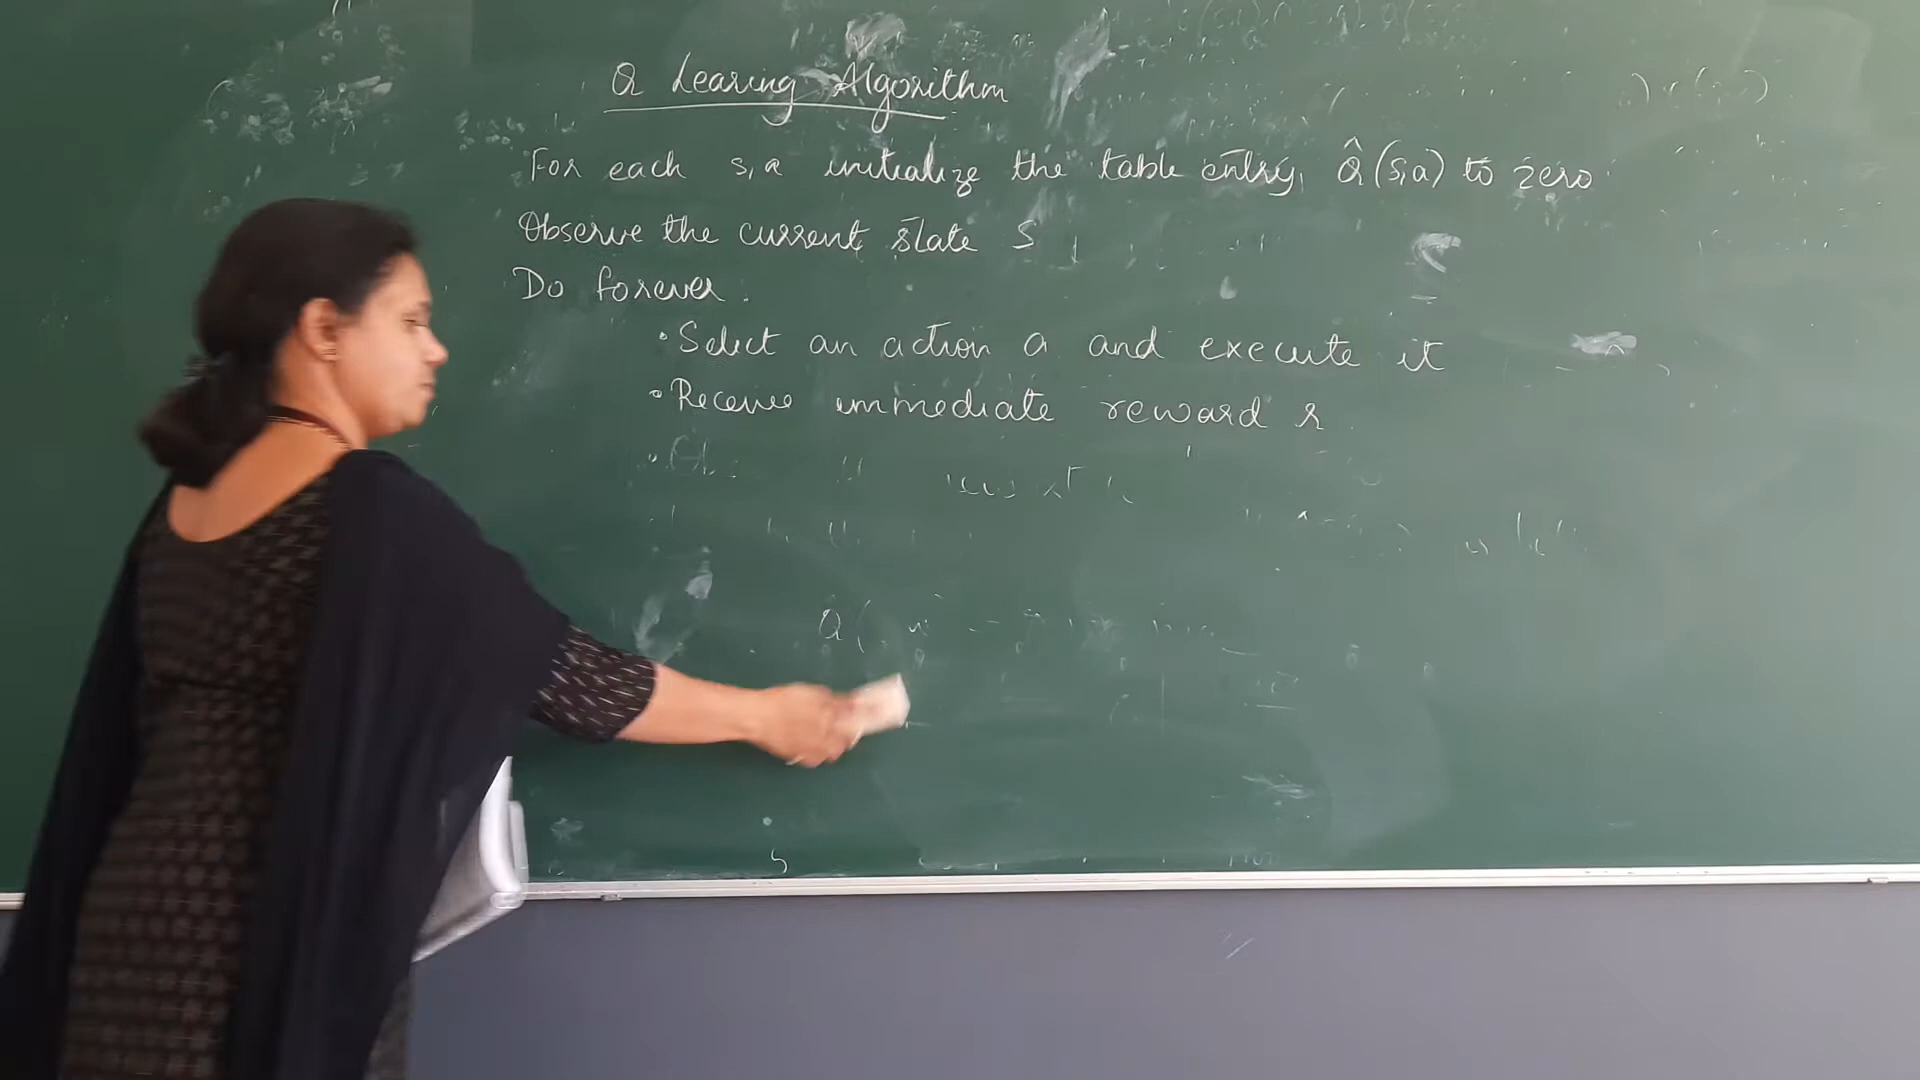 Q Learing Algorithm
For each s,a initialize the table entry, Q̂(s,a) to zero
Observe the current state S
Do forever.
• Select an action a and execute it
• Receive immediate reward r